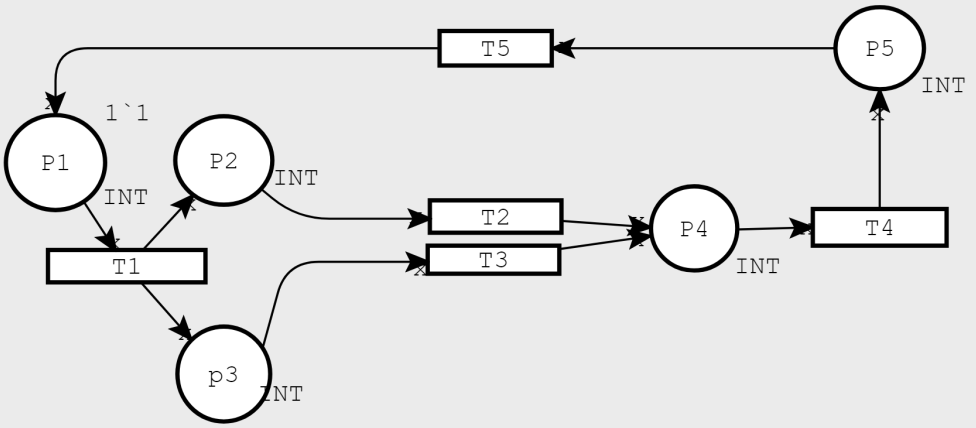 T5
P5
INT
x
1`1
x
P1
P2
INT
INT
x
T2
x
P4
T4
x
T1
T3
x
x
INT
x
p3
INT